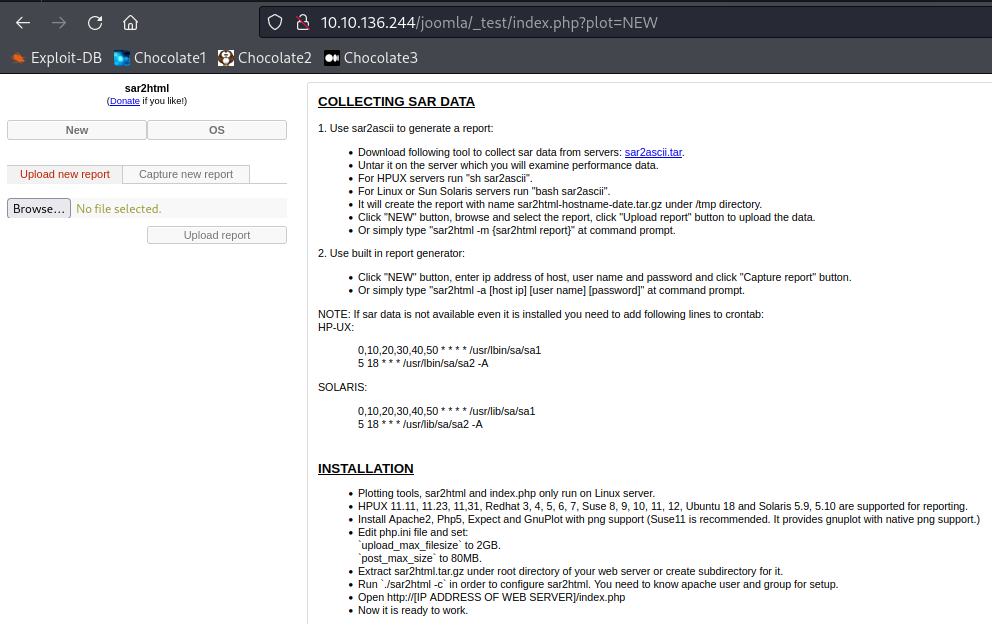 10.10.136.244/joomla/_test/index.php?plot=NEW
Exploit-DB Chocolate1 Chocolate2 Chocolate3
sar2html
(Donate if you like!)
New OS
Upload new report Capture new report
Browse... No file selected.
Upload report
COLLECTING SAR DATA
1. Use sar2ascii to generate a report:
• Download following tool to collect sar data from servers: sar2ascii.tar.
• Untar it on the server which you will examine performance data.
• For HPUX servers run "sh sar2ascii".
• For Linux or Sun Solaris servers run "bash sar2ascii".
• It will create the report with name sar2html-hostname-date.tar.gz under /tmp directory.
• Click "NEW" button, browse and select the report, click "Upload report" button to upload the data.
• Or simply type "sar2html -m {sar2html report}" at command prompt.
2. Use built in report generator:
• Click "NEW" button, enter ip address of host, user name and password and click "Capture report" button.
• Or simply type "sar2html -a [host ip] [user name] [password]" at command prompt.
NOTE: If sar data is not available even it is installed you need to add following lines to crontab:
HP-UX:
0,10,20,30,40,50 * * * * /usr/lbin/sa/sa1
5 18 * * * /usr/lbin/sa/sa2 -A
SOLARIS:
0,10,20,30,40,50 * * * * /usr/lib/sa/sa1
5 18 * * * /usr/lib/sa/sa2 -A
INSTALLATION
• Plotting tools, sar2html and index.php only run on Linux server.
• HPUX 11.11, 11.23, 11,31, Redhat 3, 4, 5, 6, 7, Suse 8, 9, 10, 11, 12, Ubuntu 18 and Solaris 5.9, 5.10 are supported for reporting.
• Install Apache2, Php5, Expect and GnuPlot with png support (Suse11 is recommended. It provides gnuplot with native png support.)
• Edit php.ini file and set:
`upload_max_filesize` to 2GB.
`post_max_size` to 80MB.
• Extract sar2html.tar.gz under root directory of your web server or create subdirectory for it.
• Run `./sar2html -c` in order to configure sar2html. You need to know apache user and group for setup.
• Open http://[IP ADDRESS OF WEB SERVER]/index.php
• Now it is ready to work.